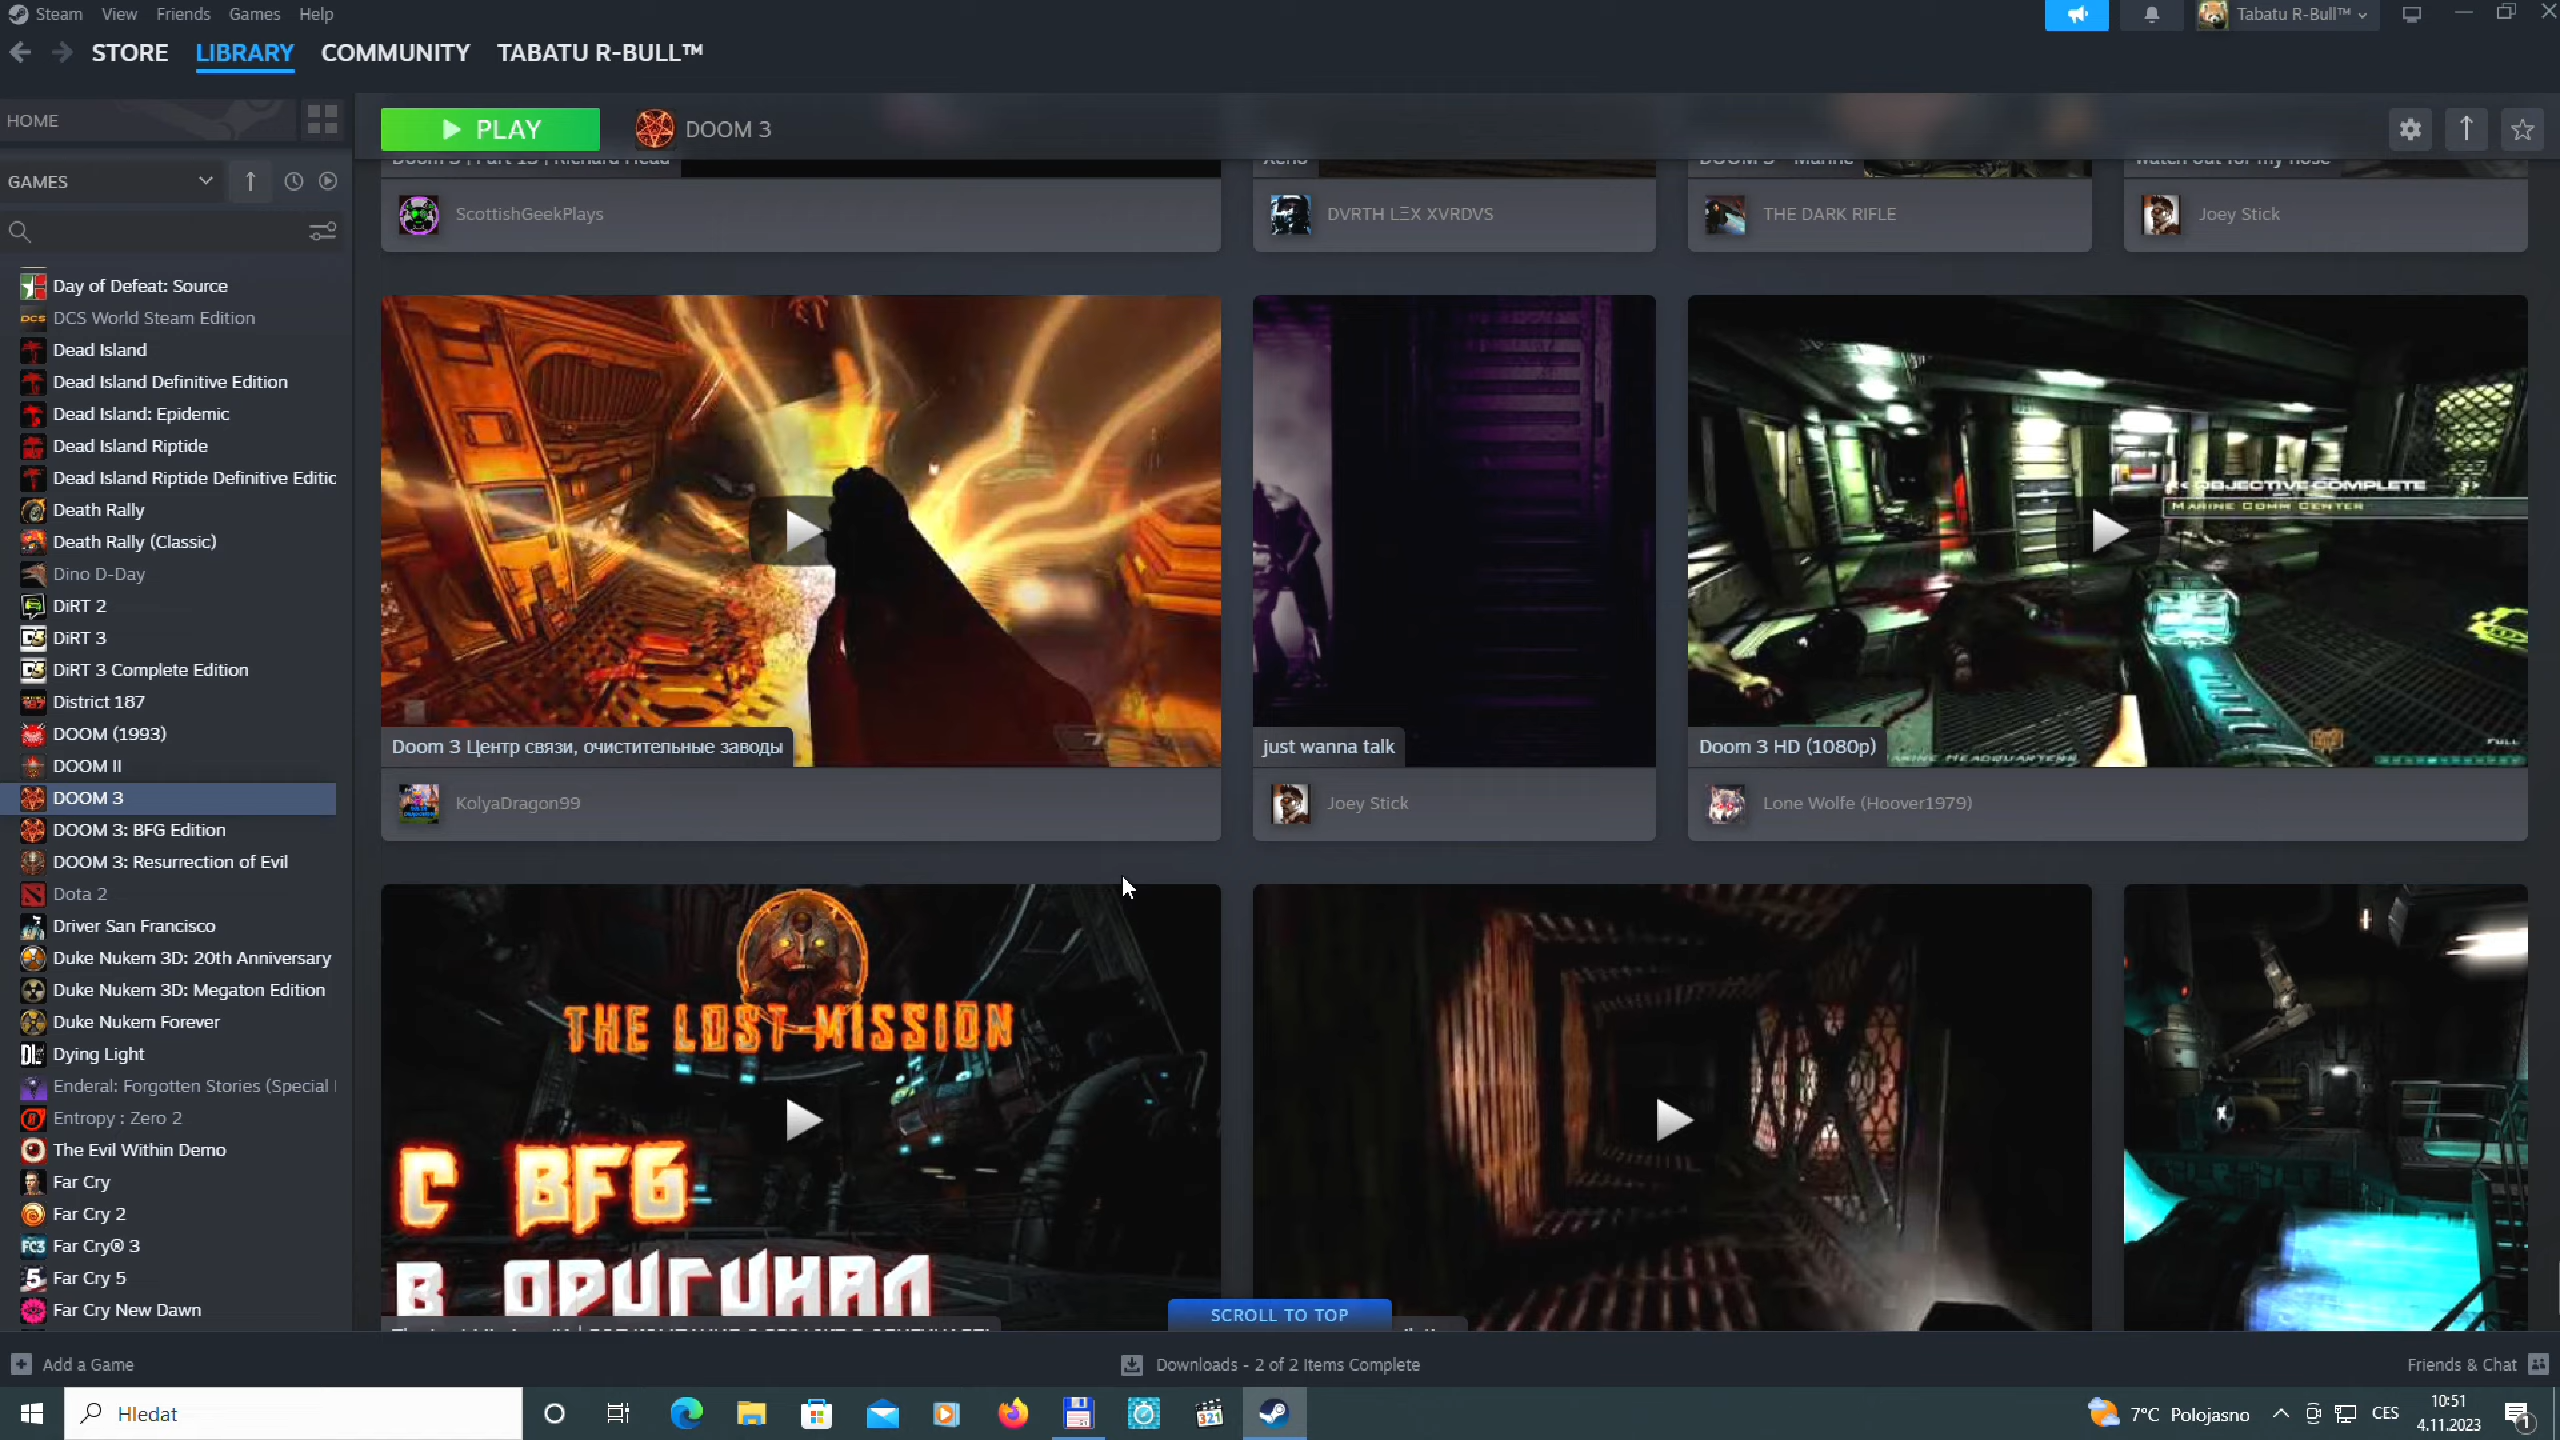 Steam View Friends Games Help
Tabatu R-Bull™
STORE LIBRARY COMMUNITY TABATU R-BULL™
HOME
PLAY DOOM 3
GAMES
ScottishGeekPlays
DVRTH LΞX XVRDVS
THE DARK RIFLE
Joey Stick
Day of Defeat: Source
DCS World Steam Edition
Dead Island
Dead Island Definitive Edition
Dead Island: Epidemic
Dead Island Riptide
Dead Island Riptide Definitive Editic
Death Rally
Death Rally (Classic)
Dino D-Day
DiRT 2
DiRT 3
DiRT 3 Complete Edition
District 187
DOOM (1993)
DOOM II
DOOM 3
DOOM 3: BFG Edition
DOOM 3: Resurrection of Evil
Dota 2
Driver San Francisco
Duke Nukem 3D: 20th Anniversary
Duke Nukem 3D: Megaton Edition
Duke Nukem Forever
Dying Light
Enderal: Forgotten Stories (Special
Entropy : Zero 2
The Evil Within Demo
Far Cry
Far Cry 2
Far Cry® 3
Far Cry 5
Far Cry New Dawn
OBJECTIVE COMPLETE
MARINE COMM CENTER
Doom 3 Центр связи, очистительные заводы
just wanna talk
Doom 3 HD (1080p)
KolyaDragon99
Joey Stick
Lone Wolfe (Hoover1979)
THE LOST MISSION
С BFG
В ОРИГИНАЛ
SCROLL TO TOP
Add a Game
Downloads - 2 of 2 Items Complete
Friends & Chat
Hledat
7°C Polojasno
CES
10:51
4.11.2023